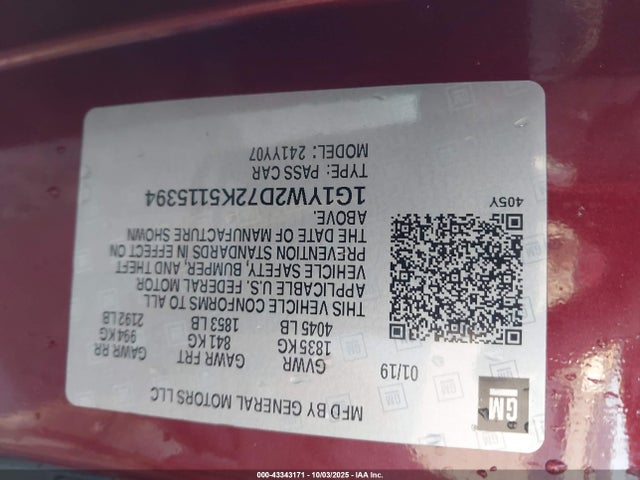 GM
MFD BY GENERAL MOTORS LLC
01/19
GVWR GAWR FRT GAWR RR
1835 KG 841 KG 994 KG
4045 LB 1853 LB 2192 LB
THIS VEHICLE CONFORMS TO ALL
APPLICABLE U.S. FEDERAL MOTOR
VEHICLE SAFETY, BUMPER, AND THEFT
PREVENTION STANDARDS IN EFFECT ON
THE DATE OF MANUFACTURE SHOWN
ABOVE.
1G1YW2D72K5115394
TYPE: PASS CAR
MODEL: 241YY07
405Y
000-43343171 - 10/03/2025 - IAA Inc.